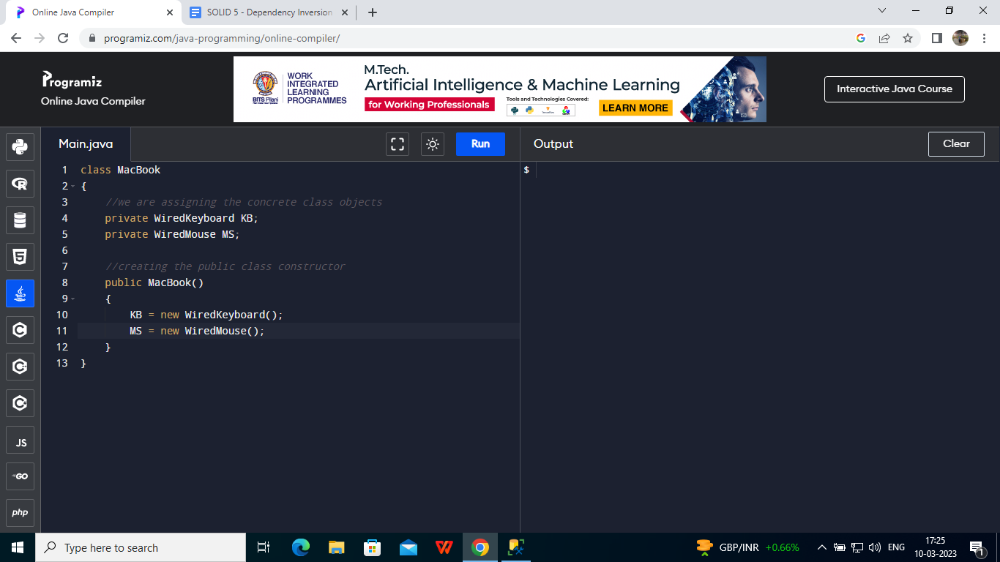 Online Java Compiler
SOLID 5 - Dependency Inversion
programiz.com/java-programming/online-compiler/
Programiz
Online Java Compiler
BITS Pilani
WORK
INTEGRATED
LEARNING
PROGRAMMES
M.Tech.
Artificial Intelligence & Machine Learning
for Working Professionals
Tools and Technologies Covered:
LEARN MORE
Interactive Java Course
Main.java
Run
Output
Clear
1 class MacBook
2 {
3 //we are assigning the concrete class objects
4 private WiredKeyboard KB;
5 private WiredMouse MS;
6
7 //creating the public class constructor
8 public MacBook()
9 {
10 KB = new WiredKeyboard();
11 MS = new WiredMouse();
12 }
13 }
$
JS
GO
php
Type here to search
GBP/INR +0.66%
ENG
17:25
10-03-2023
1